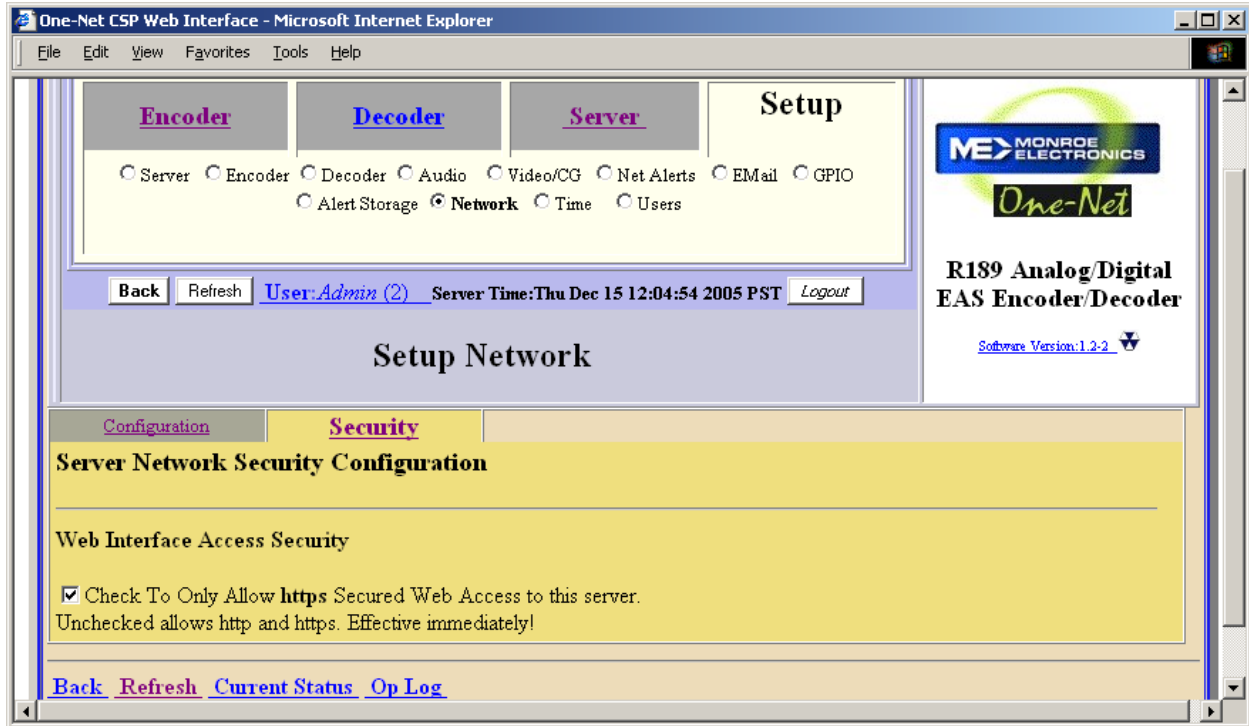 One-Net CSP Web Interface - Microsoft Internet Explorer
File Edit View Favorites Tools Help
Encoder Decoder Server Setup
Server Encoder Decoder Audio Video/CG Net Alerts EMail GPIO
Alert Storage Network Time Users
Back Refresh User:Admin (2) Server Time:Thu Dec 15 12:04:54 2005 PST Logout
Setup Network
ME MONROE
ELECTRONICS
One-Net
R189 Analog/Digital
EAS Encoder/Decoder
Software Version:1.2-2
Configuration Security
Server Network Security Configuration
Web Interface Access Security
Check To Only Allow https Secured Web Access to this server.
Unchecked allows http and https. Effective immediately!
Back Refresh Current Status Op Log